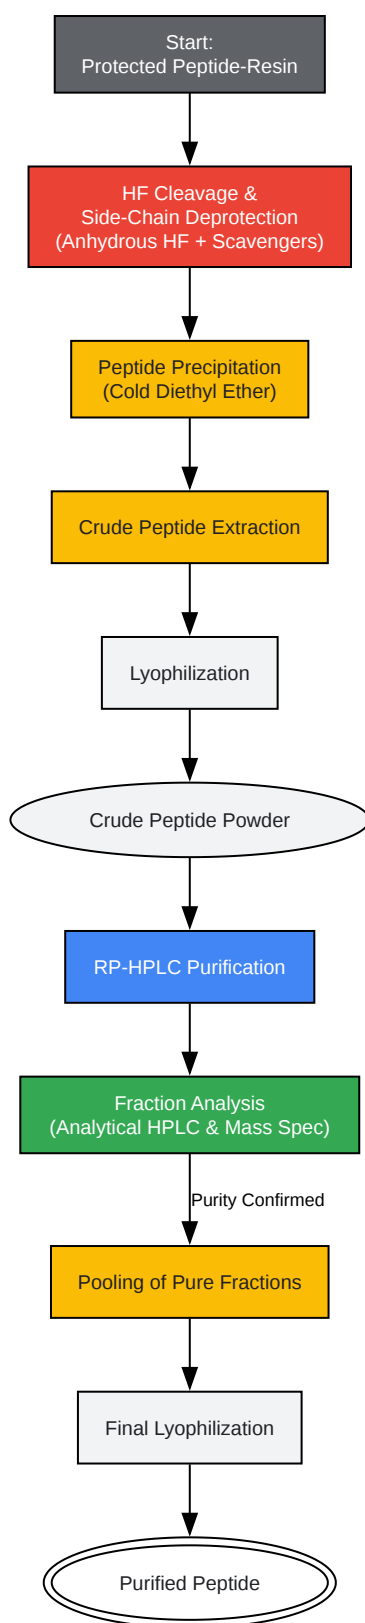 Start:
Protected Peptide-Resin
HF Cleavage &
Side-Chain Deprotection
(Anhydrous HF + Scavengers)
Peptide Precipitation
(Cold Diethyl Ether)
Crude Peptide Extraction
Lyophilization
Crude Peptide Powder
RP-HPLC Purification
Fraction Analysis
(Analytical HPLC & Mass Spec)
Purity Confirmed
Pooling of Pure Fractions
Final Lyophilization
Purified Peptide